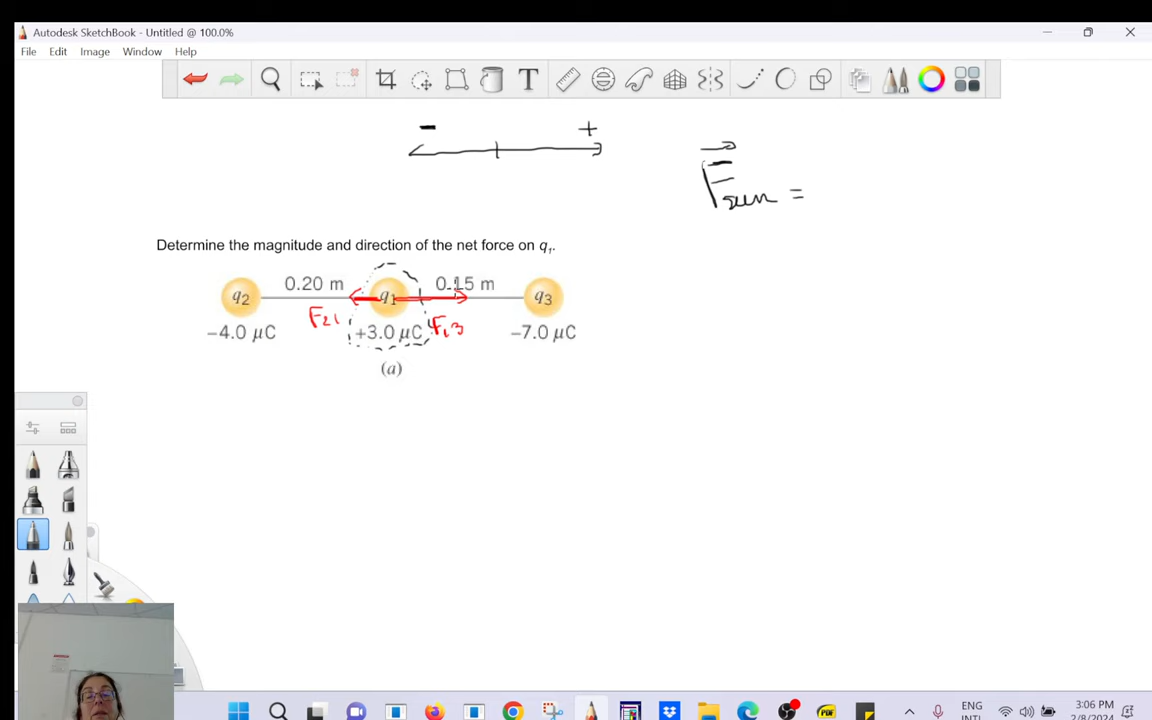 Autodesk SketchBook - Untitled @ 100.0%
File Edit Image Window Help
T
- +
F sum =
Determine the magnitude and direction of the net force on q₁.
0.20 m 0.15 m
q₂ q₁ q₃
F₂₁ F₁₃
−4.0 μC +3.0 μC −7.0 μC
(a)
PDF
ENG
INTL
3:06 PM